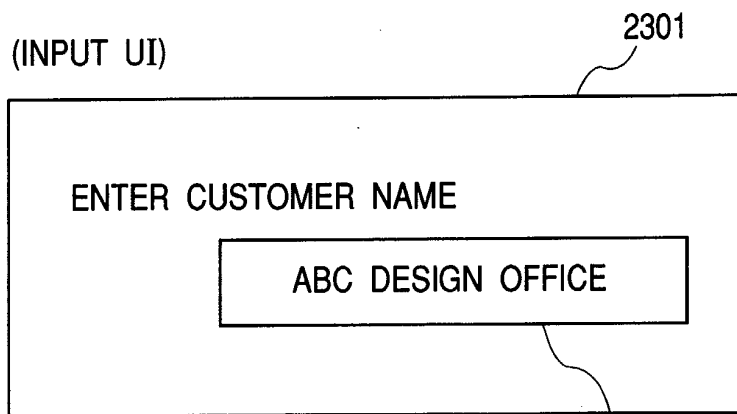 2301
(INPUT UI)
ENTER CUSTOMER NAME
ABC DESIGN OFFICE